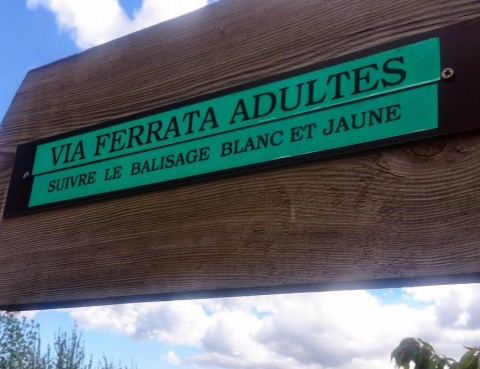 VIA FERRATA ADULTES
SUIVRE LE BALISAGE BLANC ET JAUNE